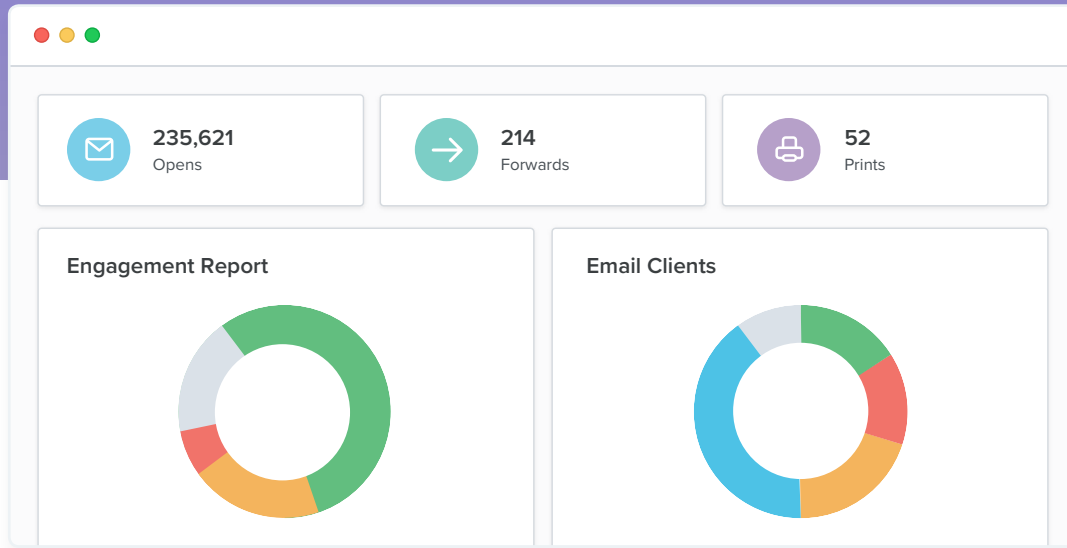 235,621
Opens
214
Forwards
52
Prints
Engagement Report
Email Clients